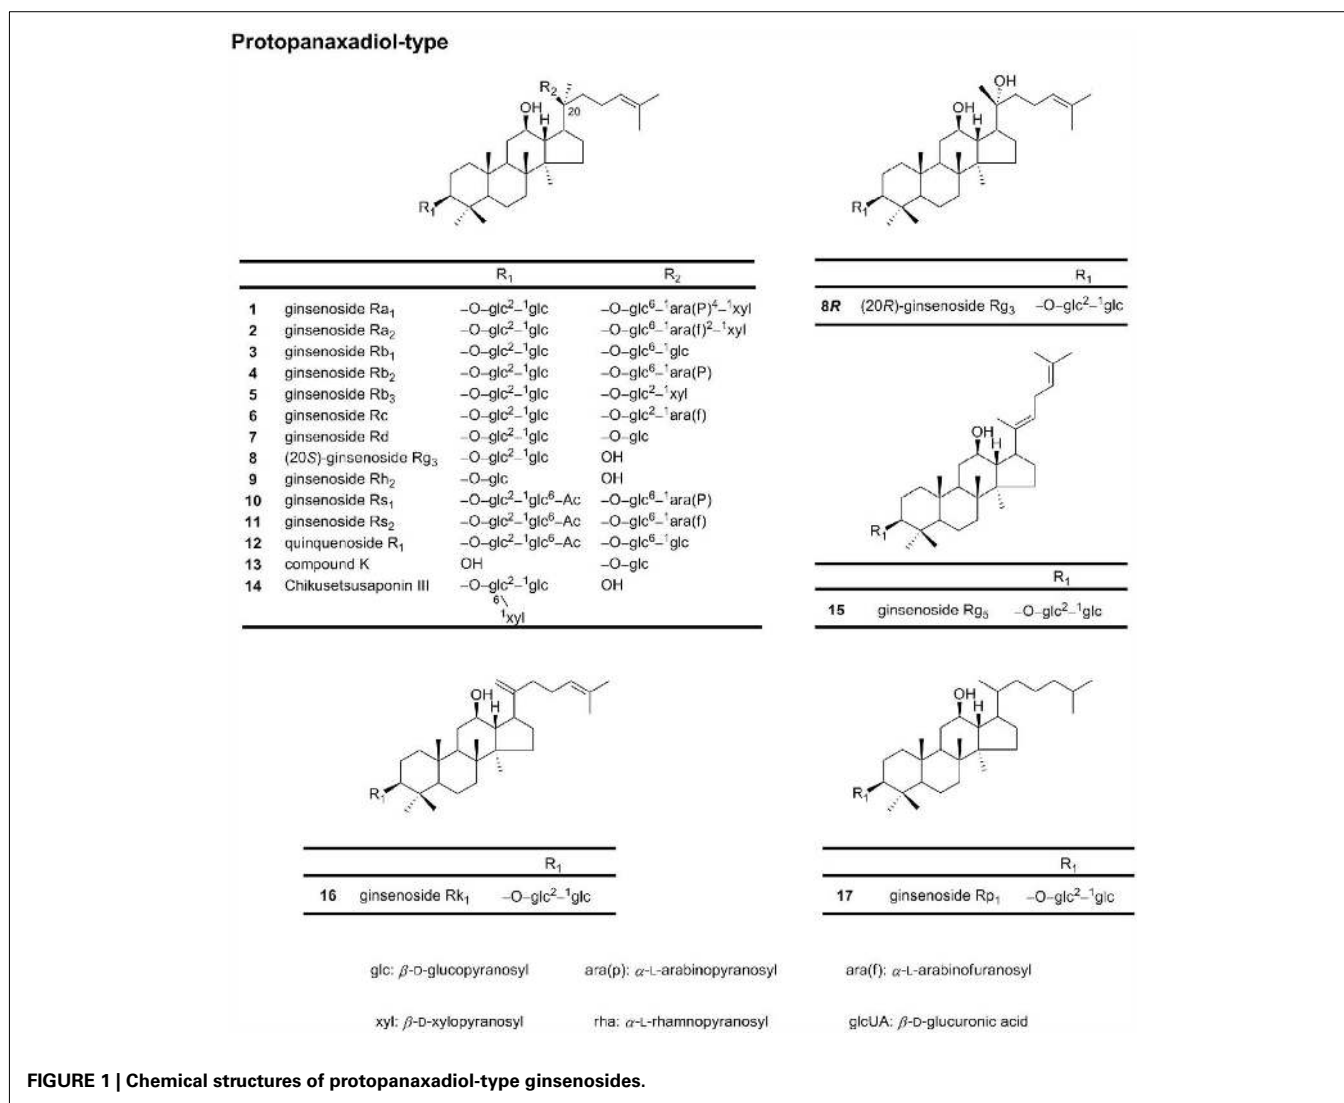 Protopanaxadiol-type
R2
OH
20
H
R1
OH
OH
H
R1
R1 R2
1 ginsenoside Ra1 –O–glc2–1glc –O–glc6–1ara(P)4–1xyl
2 ginsenoside Ra2 –O–glc2–1glc –O–glc6–1ara(f)2–1xyl
3 ginsenoside Rb1 –O–glc2–1glc –O–glc6–1glc
4 ginsenoside Rb2 –O–glc2–1glc –O–glc6–1ara(P)
5 ginsenoside Rb3 –O–glc2–1glc –O–glc2–1xyl
6 ginsenoside Rc –O–glc2–1glc –O–glc2–1ara(f)
7 ginsenoside Rd –O–glc2–1glc –O–glc
8 (20S)-ginsenoside Rg3 –O–glc2–1glc OH
9 ginsenoside Rh2 –O–glc OH
10 ginsenoside Rs1 –O–glc2–1glc6–Ac –O–glc6–1ara(P)
11 ginsenoside Rs2 –O–glc2–1glc6–Ac –O–glc6–1ara(f)
12 quinquenoside R1 –O–glc2–1glc6–Ac –O–glc6–1glc
13 compound K OH –O–glc
14 Chikusetsusaponin III –O–glc2–1glc OH
6
1xyl
R1
8R (20R)-ginsenoside Rg3 –O–glc2–1glc
OH
H
R1
R1
15 ginsenoside Rg5 –O–glc2–1glc
OH
H
R1
R1
16 ginsenoside Rk1 –O–glc2–1glc
OH
H
R1
R1
17 ginsenoside Rp1 –O–glc2–1glc
glc: β-D-glucopyranosyl ara(p): α-L-arabinopyranosyl ara(f): α-L-arabinofuranosyl
xyl: β-D-xylopyranosyl rha: α-L-rhamnopyranosyl glcUA: β-D-glucuronic acid
FIGURE 1 | Chemical structures of protopanaxadiol-type ginsenosides.